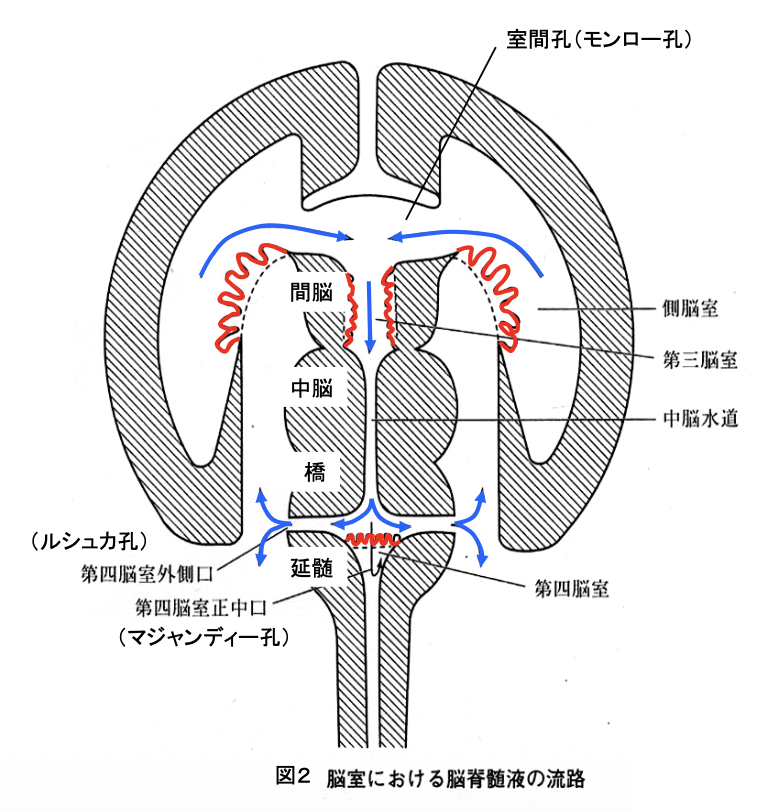 室間孔(モンロー孔)
間脳
側脳室
第三脳室
中脳
中脳水道
橋
(ルシュカ孔)
第四脳室外側口
延髄
第四脳室
第四脳室正中口
(マジャンディー孔)
図2 脳室における脳脊髄液の流路